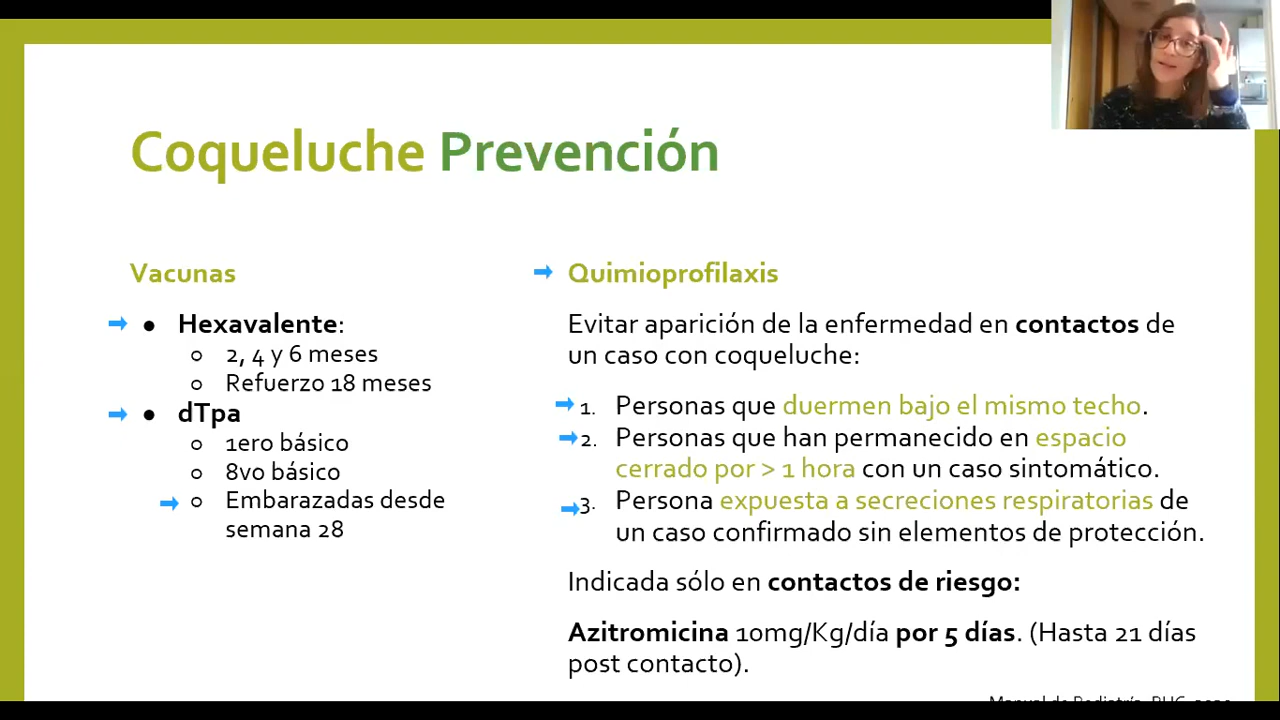 Coqueluche Prevención
Vacunas
● Hexavalente:
○ 2, 4 y 6 meses
○ Refuerzo 18 meses
● dTpa
○ 1ero básico
○ 8vo básico
○ Embarazadas desde
semana 28
Quimioprofilaxis
Evitar aparición de la enfermedad en contactos de
un caso con coqueluche:
1. Personas que duermen bajo el mismo techo.
2. Personas que han permanecido en espacio
cerrado por > 1 hora con un caso sintomático.
3. Persona expuesta a secreciones respiratorias de
un caso confirmado sin elementos de protección.
Indicada sólo en contactos de riesgo:
Azitromicina 10mg/Kg/día por 5 días. (Hasta 21 días
post contacto).
Manual de Pediatría